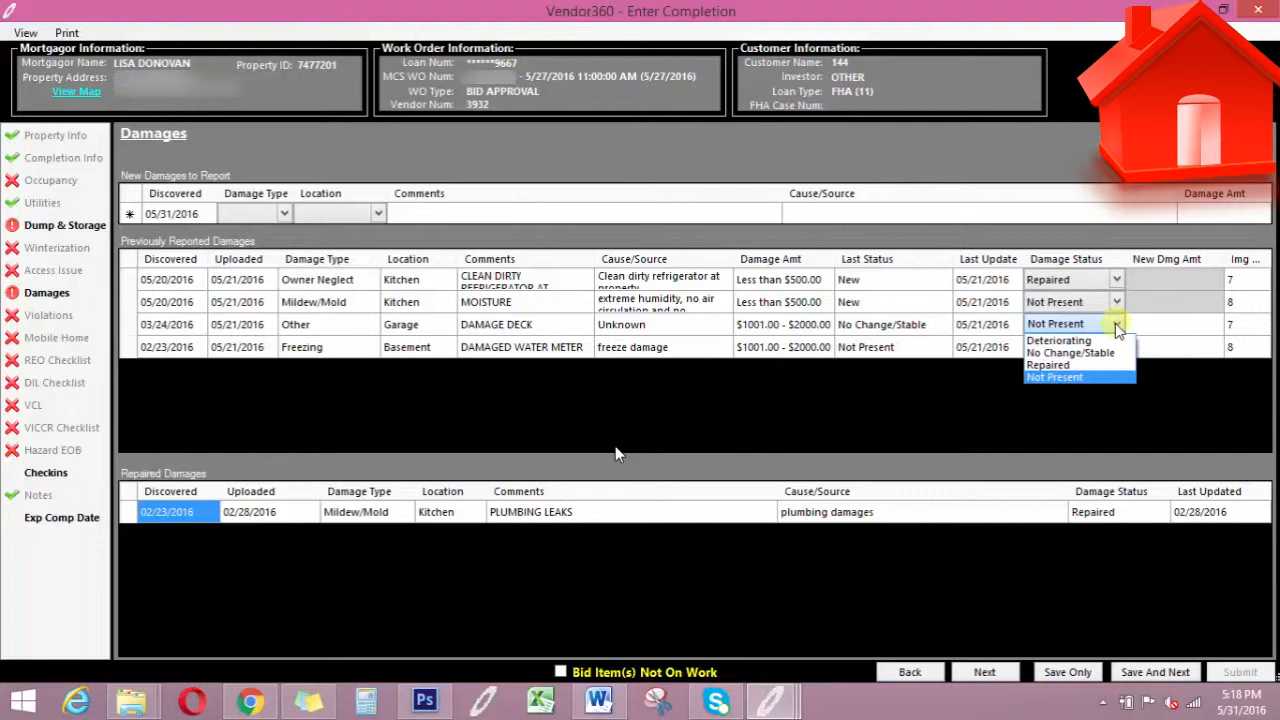 Vendor360 - Enter Completion
View Print
Mortgagor Information:
Mortgagor Name: LISA DONOVAN Property ID: 7477201
Property Address:
View Map
Work Order Information:
Loan Num: ******9667
MCS WO Num: - 5/27/2016 11:00:00 AM (5/27/2016)
WO Type: BID APPROVAL
Vendor Num: 3932
Customer Information:
Customer Name: 144
Investor: OTHER
Loan Type: FHA (11)
FHA Case Num:
Property Info
Completion Info
Occupancy
Utilities
Dump & Storage
Winterization
Access Issue
Damages
Violations
Mobile Home
REO Checklist
DIL Checklist
VCL
VICCR Checklist
Hazard EOB
Checkins
Notes
Exp Comp Date
Damages
New Damages to Report
Discovered Damage Type Location Comments Cause/Source Damage Amt
05/31/2016
Previously Reported Damages
Discovered Uploaded Damage Type Location Comments Cause/Source Damage Amt Last Status Last Update Damage Status New Dmg Amt Img ...
05/20/2016 05/21/2016 Owner Neglect Kitchen CLEAN DIRTY REFRIGERATOR AT Clean dirty refrigerator at property Less than $500.00 New 05/21/2016 Repaired 7
05/20/2016 05/21/2016 Mildew/Mold Kitchen MOISTURE extreme humidity, no air circulation and no Less than $500.00 New 05/21/2016 Not Present 8
03/24/2016 05/21/2016 Other Garage DAMAGE DECK Unknown $1001.00 - $2000.00 No Change/Stable 05/21/2016 Not Present 7
02/23/2016 05/21/2016 Freezing Basement DAMAGED WATER METER freeze damage $1001.00 - $2000.00 Not Present 05/21/2016 8
Deteriorating
No Change/Stable
Repaired
Not Present
Repaired Damages
Discovered Uploaded Damage Type Location Comments Cause/Source Damage Status Last Updated
02/23/2016 02/28/2016 Mildew/Mold Kitchen PLUMBING LEAKS plumbing damages Repaired 02/28/2016
Bid Item(s) Not On Work
Back Next Save Only Save And Next Submit
Ps
5:18 PM
5/31/2016